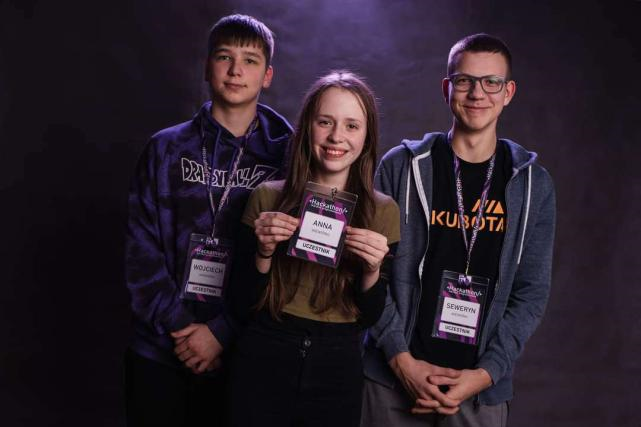 DRAGON BALL Z
Hackathon
WOJCIECH
UCZESTNIK
Hackathon
ANNA
UCZESTNIK
KUBOTA
Hackathon
SEWERYN
UCZESTNIK